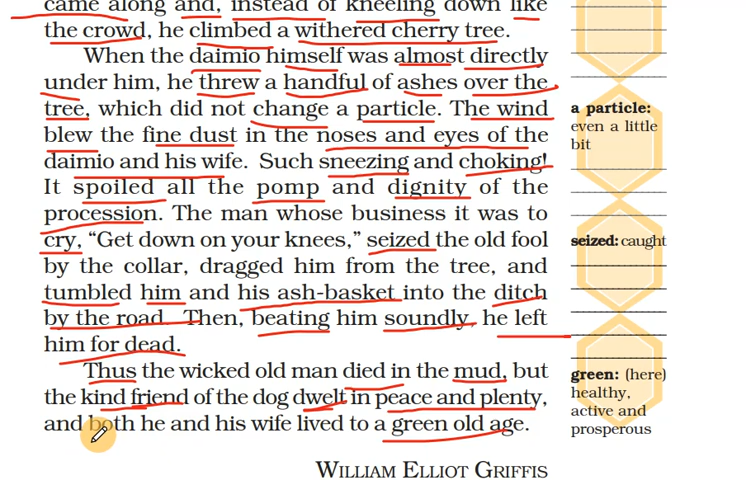 came along and, instead of kneeling down like
the crowd, he climbed a withered cherry tree.
When the daimio himself was almost directly
under him, he threw a handful of ashes over the
tree, which did not change a particle. The wind
blew the fine dust in the noses and eyes of the
daimio and his wife. Such sneezing and choking!
It spoiled all the pomp and dignity of the
procession. The man whose business it was to
cry, “Get down on your knees,” seized the old fool
by the collar, dragged him from the tree, and
tumbled him and his ash-basket into the ditch
by the road. Then, beating him soundly, he left
him for dead.
Thus the wicked old man died in the mud, but
the kind friend of the dog dwelt in peace and plenty,
and both he and his wife lived to a green old age.
WILLIAM ELLIOT GRIFFIS
a particle:
even a little
bit
seized: caught
green: (here)
healthy,
active and
prosperous